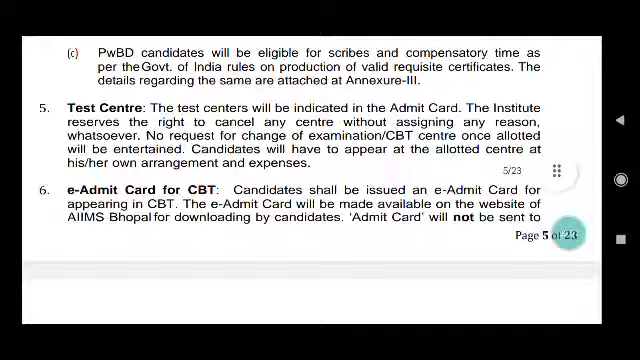 (c) PwBD candidates will be eligible for scribes and compensatory time as
per the Govt. of India rules on production of valid requisite certificates. The
details regarding the same are attached at Annexure-III.
5. Test Centre: The test centers will be indicated in the Admit Card. The Institute
reserves the right to cancel any centre without assigning any reason,
whatsoever. No request for change of examination/CBT centre once allotted
will be entertained. Candidates will have to appear at the allotted centre at
his/her own arrangement and expenses.
5/23
6. e-Admit Card for CBT: Candidates shall be issued an e-Admit Card for
appearing in CBT. The e-Admit Card will be made available on the website of
AIIMS Bhopal for downloading by candidates. ‘Admit Card’ will not be sent to
Page 5 of 23